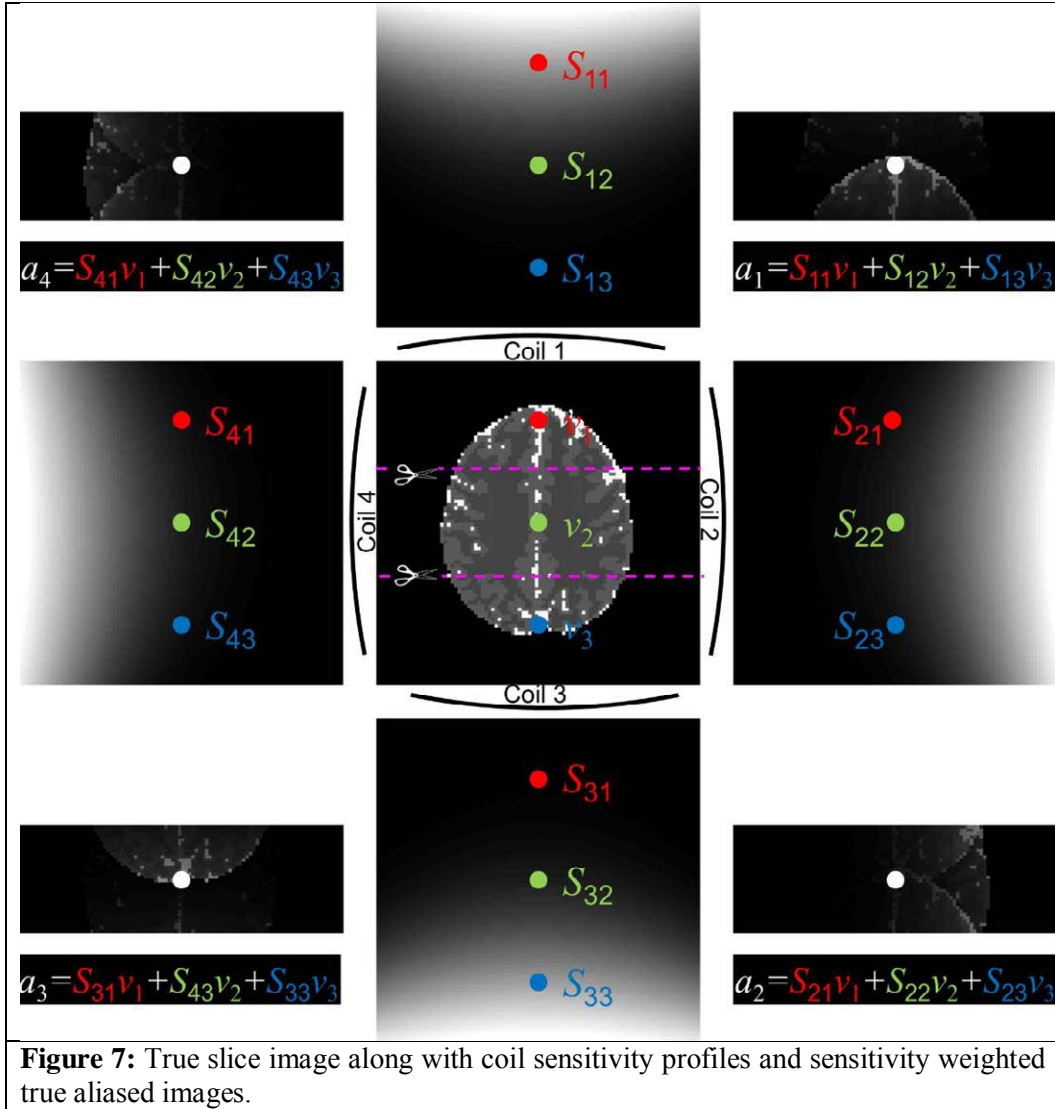 S₁₁
S₁₂
S₁₃
a₄=S₄₁v₁+S₄₂v₂+S₄₃v₃
a₁=S₁₁v₁+S₁₂v₂+S₁₃v₃
Coil 1
S₄₁
S₄₂
S₄₃
Coil 4
v₁
v₂
v₃
Coil 2
S₂₁
S₂₂
S₂₃
Coil 3
S₃₁
S₃₂
S₃₃
a₃=S₃₁v₁+S₄₃v₂+S₃₃v₃
a₂=S₂₁v₁+S₂₂v₂+S₂₃v₃
Figure 7: True slice image along with coil sensitivity profiles and sensitivity weighted
true aliased images.